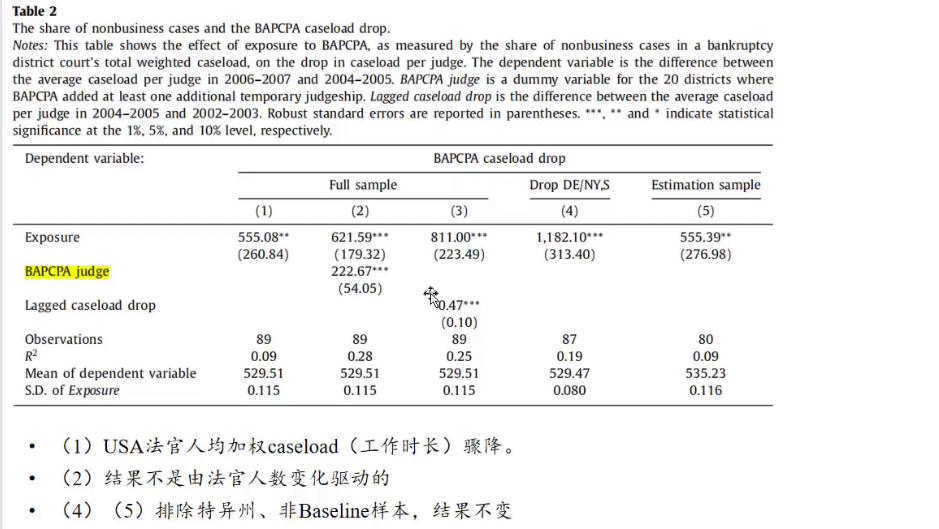 Table 2
The share of nonbusiness cases and the BAPCPA caseload drop.
Notes: This table shows the effect of exposure to BAPCPA, as measured by the share of nonbusiness cases in a bankruptcy
district court's total weighted caseload, on the drop in caseload per judge. The dependent variable is the difference between
the average caseload per judge in 2006-2007 and 2004-2005. BAPCPA judge is a dummy variable for the 20 districts where
BAPCPA added at least one additional temporary judgeship. Lagged caseload drop is the difference between the average caseload
per judge in 2004-2005 and 2002-2003. Robust standard errors are reported in parentheses. ***, ** and * indicate statistical
significance at the 1%, 5%, and 10% level, respectively.
Dependent variable: BAPCPA caseload drop
Full sample Drop DE/NY,S Estimation sample
(1) (2) (3) (4) (5)
Exposure 555.08** 621.59*** 811.00*** 1,182.10*** 555.39**
(260.84) (179.32) (223.49) (313.40) (276.98)
BAPCPA judge 222.67***
(54.05)
Lagged caseload drop 0.47***
(0.10)
Observations 89 89 89 87 80
R² 0.09 0.28 0.25 0.19 0.09
Mean of dependent variable 529.51 529.51 529.51 529.47 535.23
S.D. of Exposure 0.115 0.115 0.115 0.080 0.116
• （1）USA法官人均加权caseload（工作时长）骤降。
• （2）结果不是由法官人数变化驱动的
• （4）（5）排除特异州、非Baseline样本，结果不变